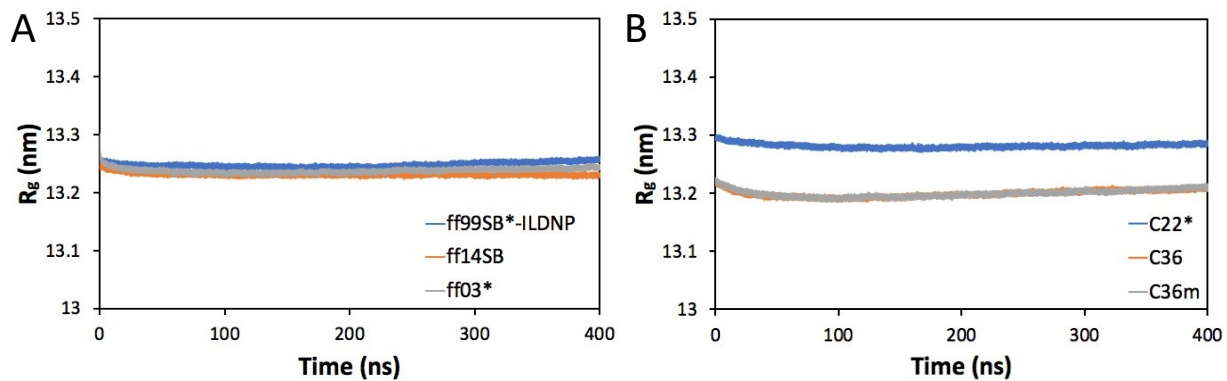 A
13.5
13.4
13.3
13.2
13.1
13
Rg (nm)
ff99SB*-ILDNP
ff14SB
ff03*
0 100 200 300 400
Time (ns)
B
13.5
13.4
13.3
13.2
13.1
13
Rg (nm)
C22*
C36
C36m
0 100 200 300 400
Time (ns)